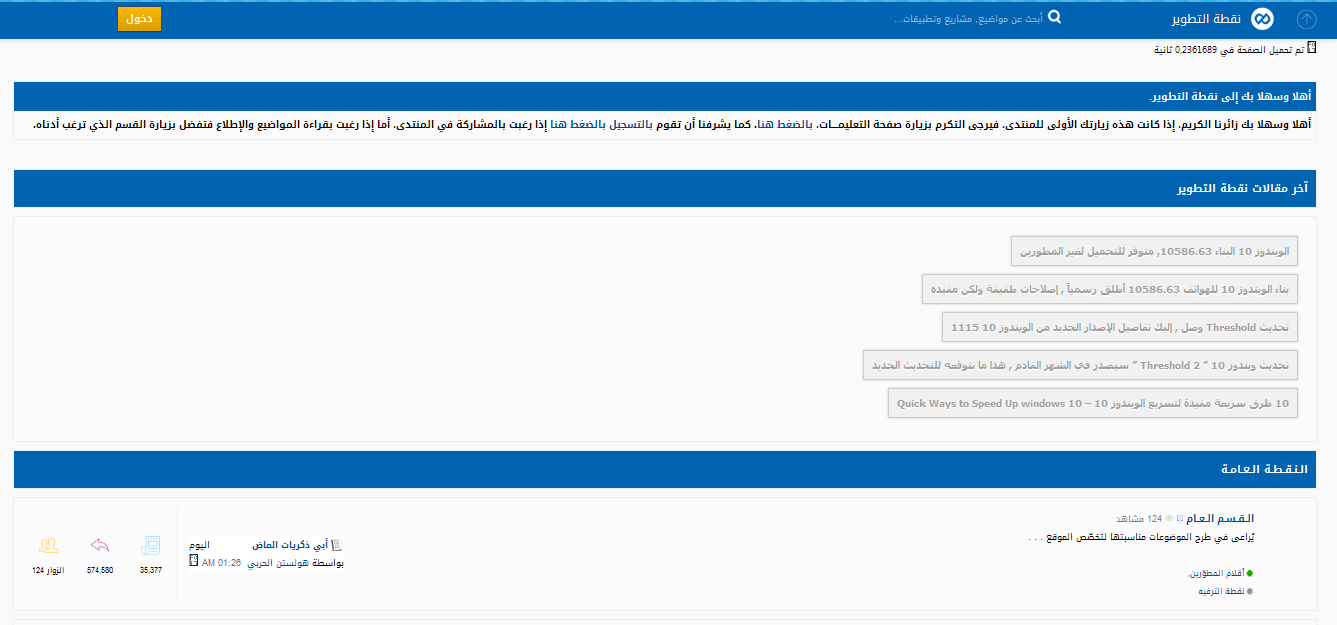 نقطة التطوير
أبحث عن مواضيع, مشاريع وتطبيقات...
دخول
تم تحميل الصفحة في 0,2361689 ثانية
أهلا وسهلا بك إلى نقطة التطوير.
أهلا وسهلا بك زائرنا الكريم، إذا كانت هذه زيارتك الأولى للمنتدى، فيرجى التكرم بزيارة صفحة التعليمـــات، بالضغط هنا، كما يشرفنا أن تقوم بالتسجيل بالضغط هنا إذا رغبت بالمشاركة في المنتدى، أما إذا رغبت بقراءة المواضيع والإطلاع فتفضل بزيارة القسم الذي ترغب أدناه.
آخر مقالات نقطة التطوير
الويندوز 10 البناء 10586.63, متوفر للتحميل لغير المطورين
بناء الويندوز 10 للهواتف 10586.63 أطلق رسمياً , إصلاحات طفيفة ولكن مفيدة
تحديث Threshold وصل , إليك تفاصيل الإصدار الجديد من الويندوز 10 1115
تحديث ويندوز 10 " Threshold 2 " سيصدر في الشهر القادم , هذا ما نتوقعه للتحديث الجديد
10 طرق سريعة مفيدة لتسريع الويندوز 10 – Quick Ways to Speed Up windows 10
الـنـقـطـة الـعـامـة
الـقـسـم الـعـام 124 مشاهد
يُراعى في طرح الموضوعات مناسبتها لتخصّص الموقع . . .
أقلام المطوّرين,
نقطة الترفيه
أبي ذكريات الماض
اليوم
بواسطة هولستن الحربي
01:26 AM
35,377
574,580
الزوار 124